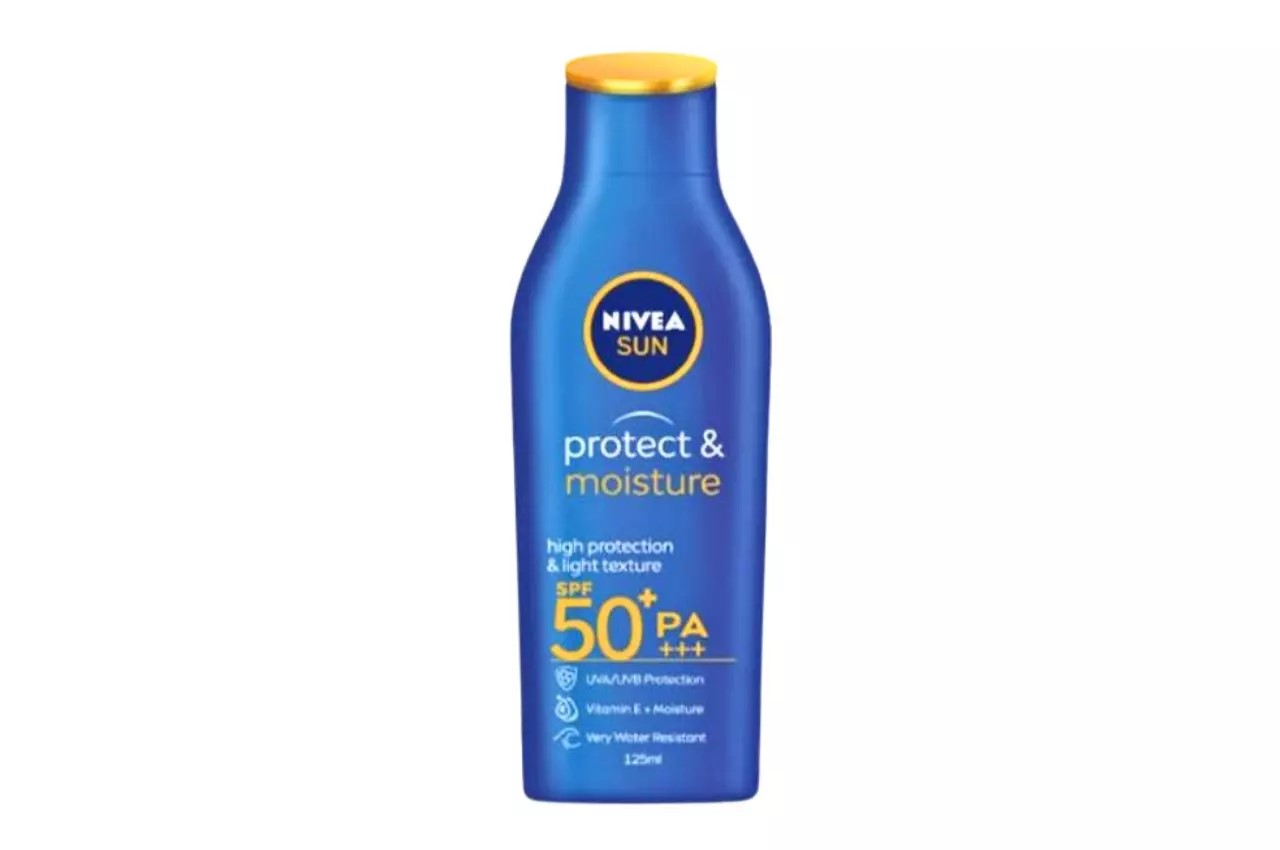 NIVEA
SUN
protect &
moisture
high protection
& light texture
SPF
50+ PA
+++
UVA/UVB Protection
Vitamin E + Moisture
Very Water Resistant
125ml